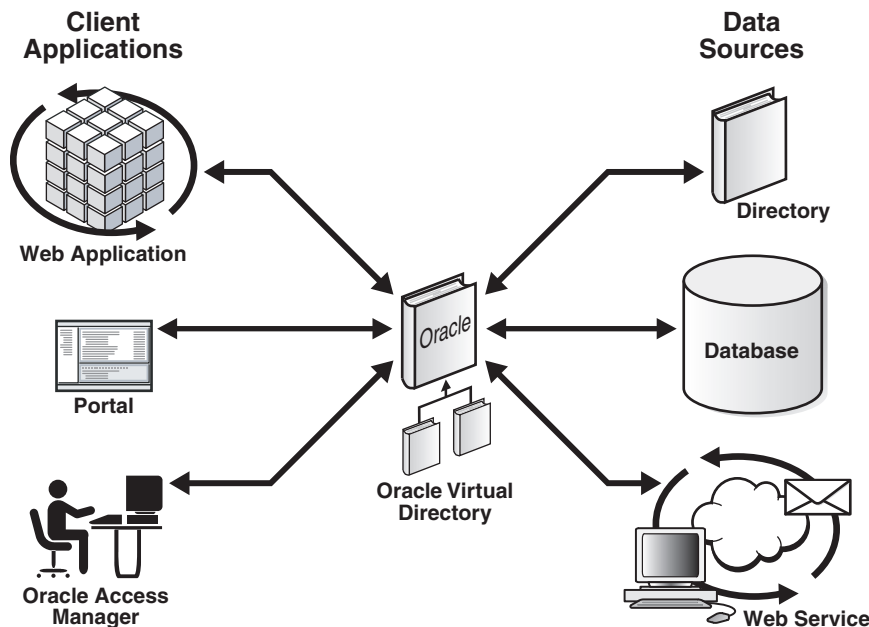 Client
Applications
Data
Sources
Web Application
Directory
Portal
Oracle
Database
Oracle Virtual
Directory
Oracle Access
Manager
Web Service